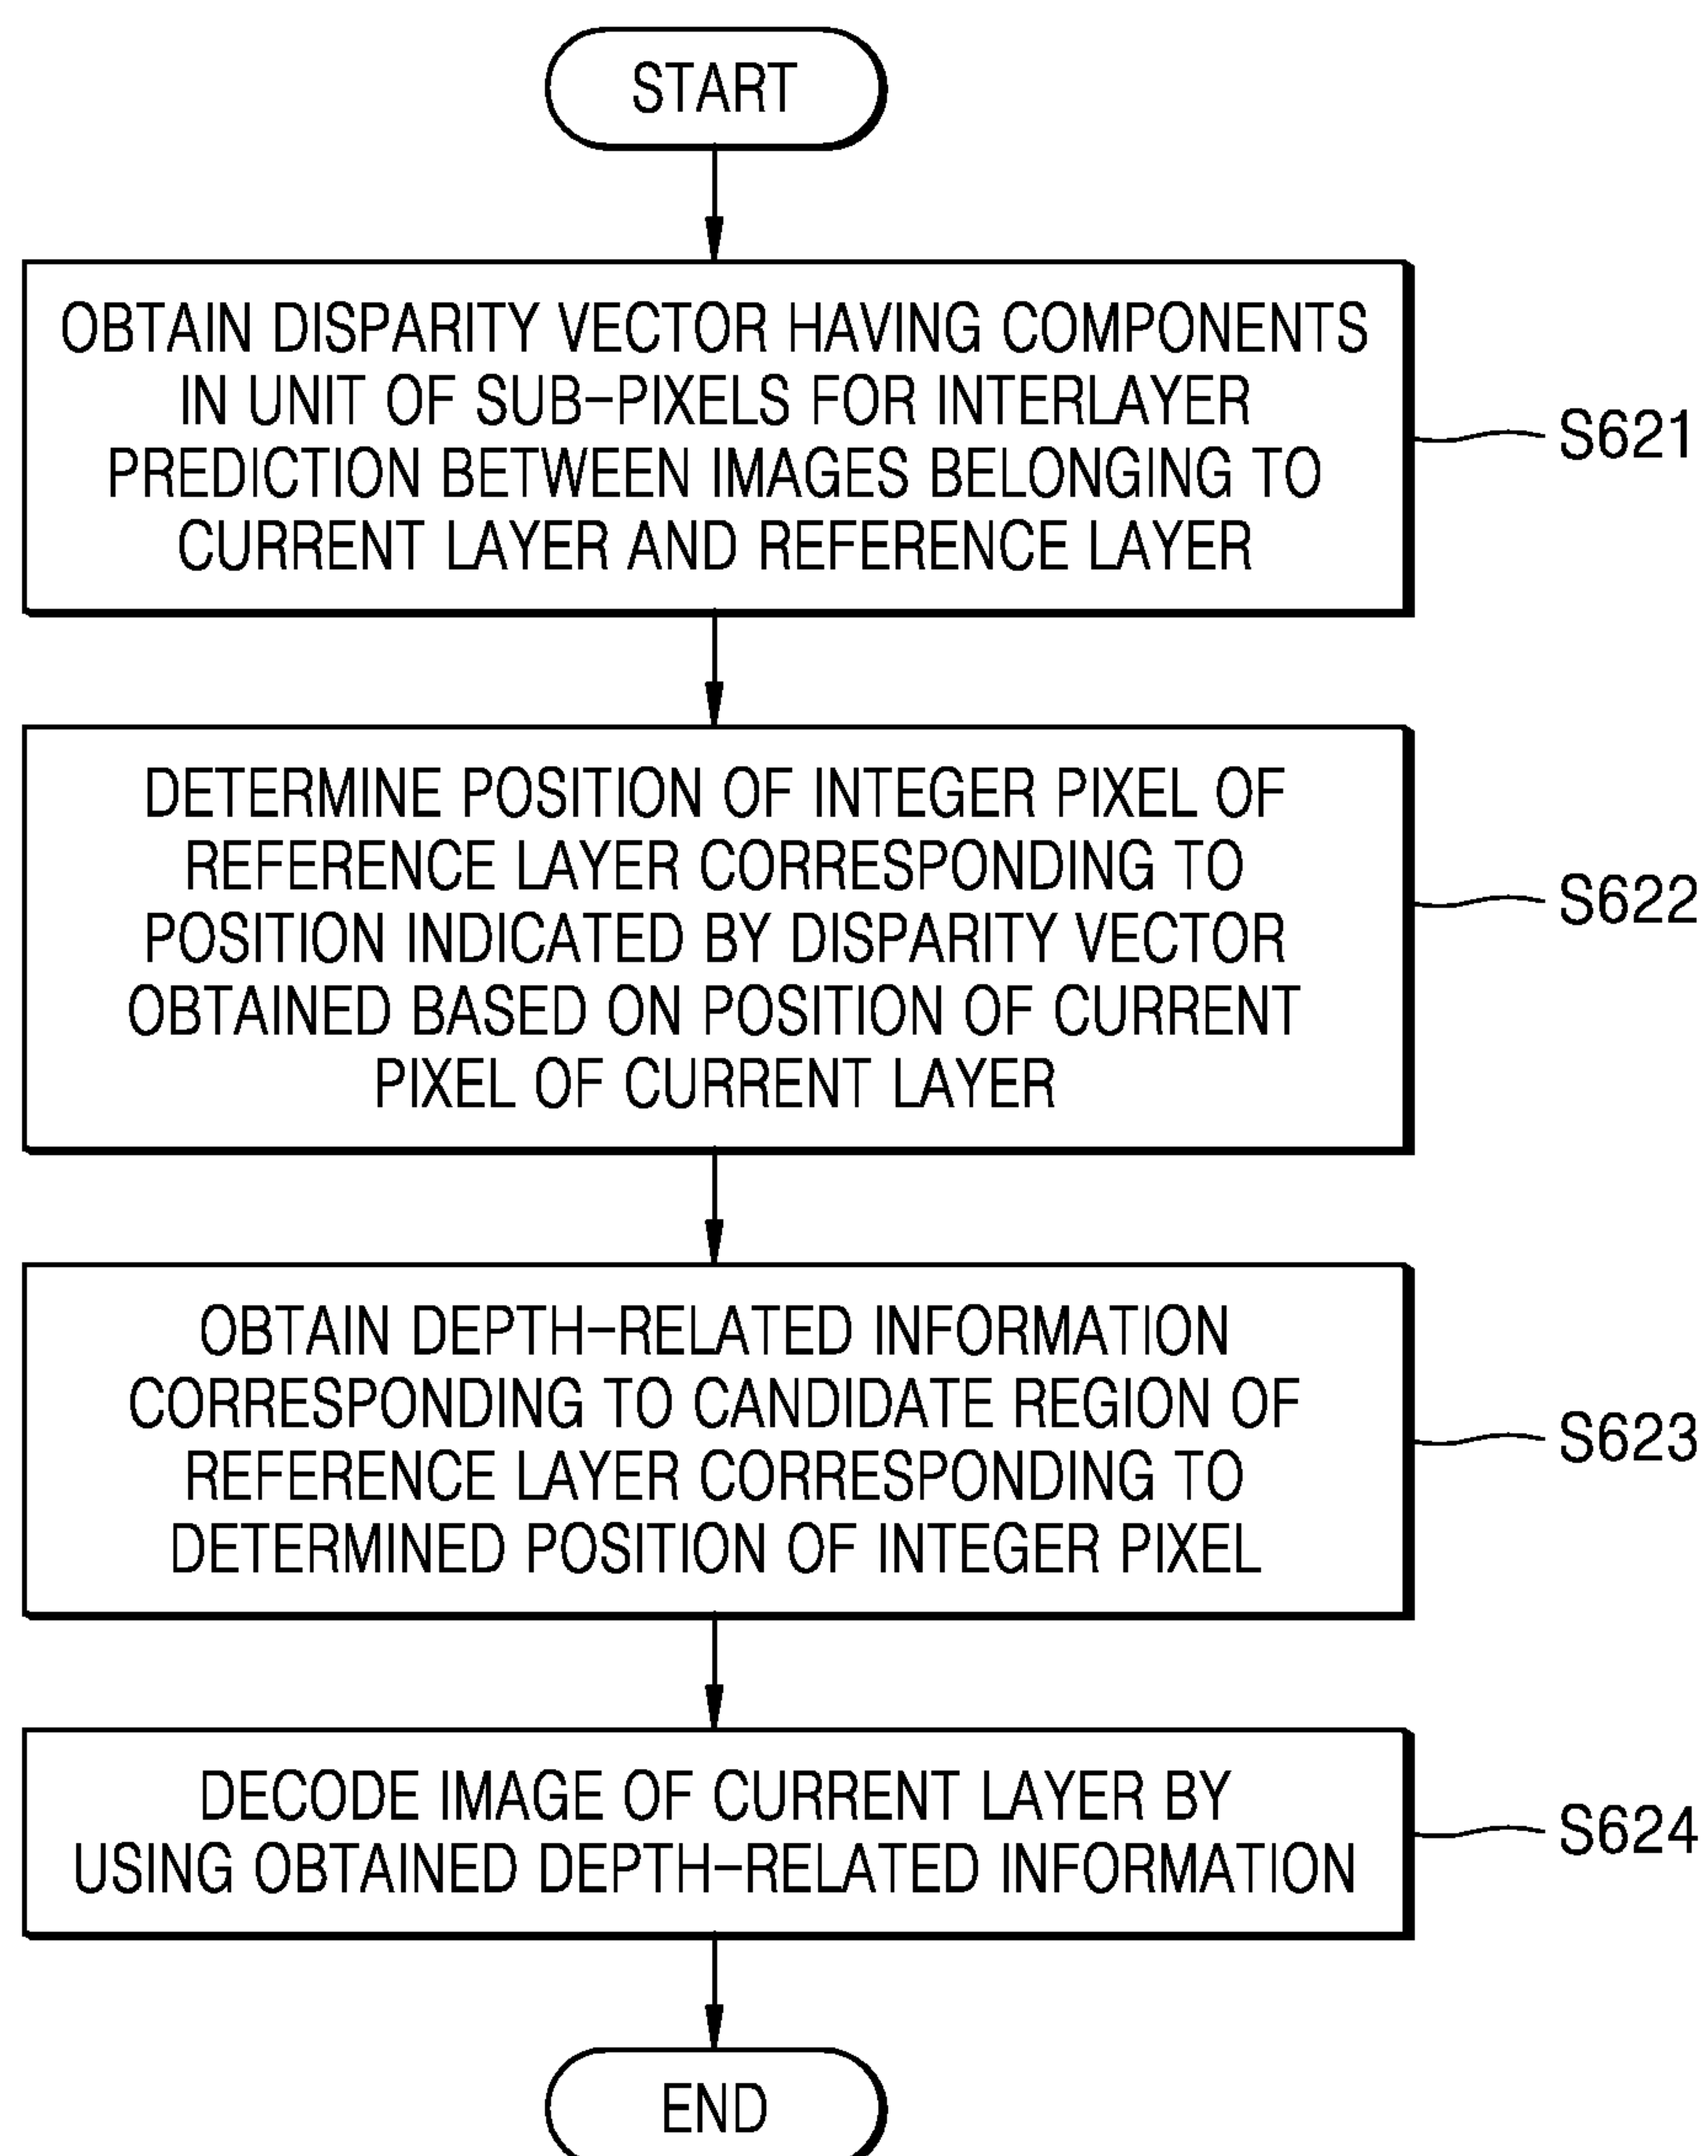 START
OBTAIN DISPARITY VECTOR HAVING COMPONENTS
IN UNIT OF SUB-PIXELS FOR INTERLAYER
PREDICTION BETWEEN IMAGES BELONGING TO
CURRENT LAYER AND REFERENCE LAYER
S621
DETERMINE POSITION OF INTEGER PIXEL OF
REFERENCE LAYER CORRESPONDING TO
POSITION INDICATED BY DISPARITY VECTOR
OBTAINED BASED ON POSITION OF CURRENT
PIXEL OF CURRENT LAYER
S622
OBTAIN DEPTH-RELATED INFORMATION
CORRESPONDING TO CANDIDATE REGION OF
REFERENCE LAYER CORRESPONDING TO
DETERMINED POSITION OF INTEGER PIXEL
S623
DECODE IMAGE OF CURRENT LAYER BY
USING OBTAINED DEPTH-RELATED INFORMATION
S624
END